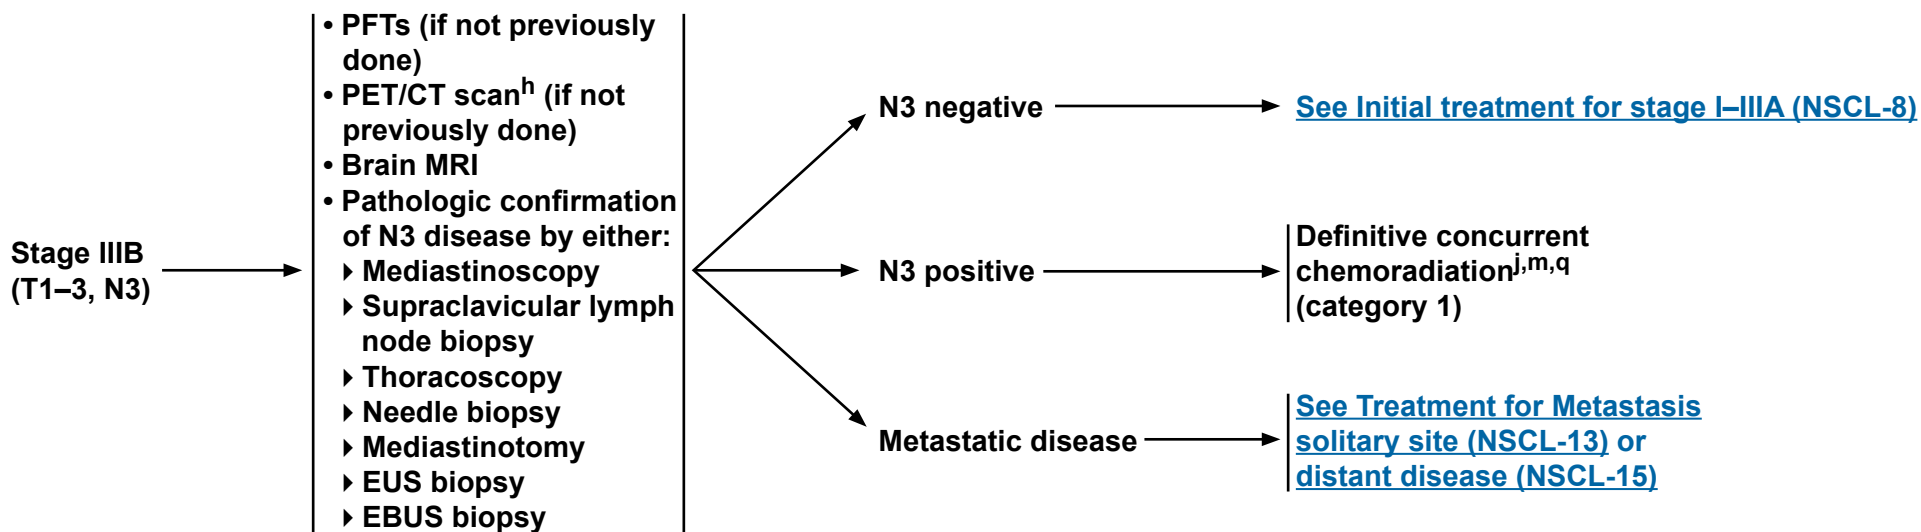 Stage IIIB
(T1–3, N3)
• PFTs (if not previously
done)
• PET/CT scanh (if not
previously done)
• Brain MRI
• Pathologic confirmation
of N3 disease by either:
▸ Mediastinoscopy
▸ Supraclavicular lymph
node biopsy
▸ Thoracoscopy
▸ Needle biopsy
▸ Mediastinotomy
▸ EUS biopsy
▸ EBUS biopsy
N3 negative
See Initial treatment for stage I–IIIA (NSCL-8)
N3 positive
Definitive concurrent
chemoradiationj,m,q
(category 1)
Metastatic disease
See Treatment for Metastasis
solitary site (NSCL-13) or
distant disease (NSCL-15)